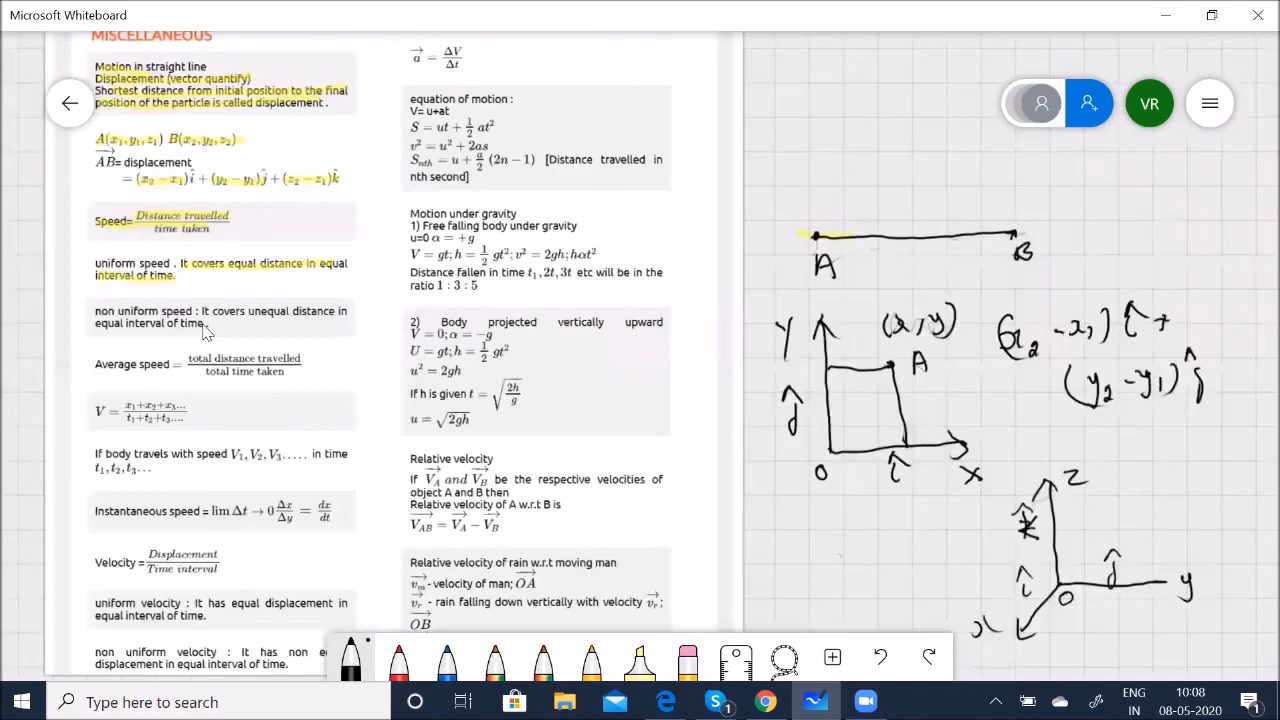 Microsoft Whiteboard
MISCELLANEOUS
Motion in straight line
Displacement (vector quantify)
Shortest distance from initial position to the final
position of the particle is called displacement .
A(x₁,y₁,z₁) B(x₂,y₂,z₂)
AB⃗= displacement
= (x₂ − x₁)î + (y₂ − y₁)ĵ + (z₂ − z₁)k̂
Speed= Distance travelled / time taken
uniform speed . It covers equal distance in equal
interval of time.
non uniform speed : It covers unequal distance in
equal interval of time.
Average speed = total distance travelled / total time taken
V = x₁+x₂+x₃... / t₁+t₂+t₃....
If body travels with speed V₁, V₂, V₃ . . . . . in time
t₁, t₂, t₃...
Instantaneous speed = lim Δt → 0 Δx/Δy = dx/dt
Velocity = Displacement / Time interval
uniform velocity : It has equal displacement in
equal interval of time.
non uniform velocity : It has non
displacement in equal interval of time.
a⃗ = ΔV/Δt
equation of motion :
V= u+at
S = ut + 1/2 at²
v² = u² + 2as
Sₙₜₕ = u + a/2 (2n − 1) [Distance travelled in
nth second]
Motion under gravity
1) Free falling body under gravity
u=0 α = +g
V = gt; h = 1/2 gt²; v² = 2gh; hαt²
Distance fallen in time t₁, 2t, 3t etc will be in the
ratio 1 : 3 : 5
2) Body projected vertically upward
V = 0; α = −g
U = gt; h = 1/2 gt²
u² = 2gh
If h is given t = √(2h/g)
u = √2gh
Relative velocity
If V⃗A and V⃗B be the respective velocities of
object A and B then
Relative velocity of A w.r.t B is
V⃗AB = V⃗A − V⃗B
Relative velocity of rain w.r.t moving man
v⃗m - velocity of man; OA⃗
v⃗r - rain falling down vertically with velocity v⃗r;
OB⃗
VR
A B
Y (x, y) A
ĵ
O î X
(x₂ - x₁) î +
(y₂ - y₁) ĵ
Z
k̂
î ĵ
O y
x
Type here to search
1
ENG
IN
10:08
08-05-2020
1